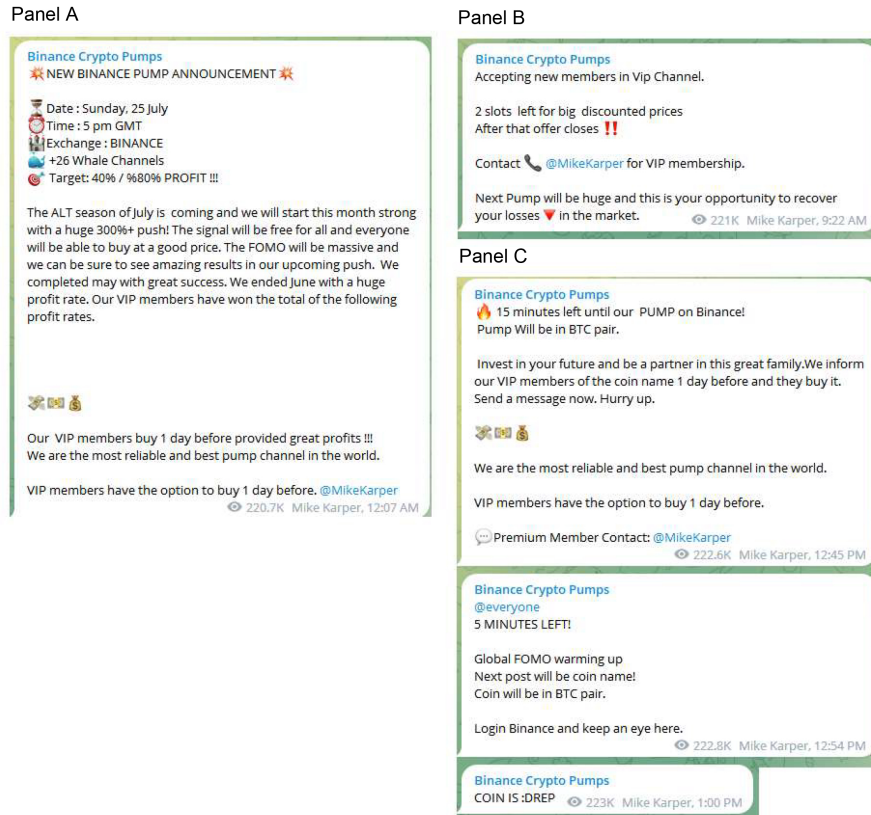 Panel A
Binance Crypto Pumps
💥 NEW BINANCE PUMP ANNOUNCEMENT 💥
⏳ Date : Sunday, 25 July
⏰ Time : 5 pm GMT
Exchange : BINANCE
🐳 +26 Whale Channels
🎯 Target: 40% / %80% PROFIT !!!
The ALT season of July is coming and we will start this month strong
with a huge 300%+ push! The signal will be free for all and everyone
will be able to buy at a good price. The FOMO will be massive and
we can be sure to see amazing results in our upcoming push. We
completed may with great success. We ended June with a huge
profit rate. Our VIP members have won the total of the following
profit rates.
💸 💵 💰
Our VIP members buy 1 day before provided great profits !!!
We are the most reliable and best pump channel in the world.
VIP members have the option to buy 1 day before. @MikeKarper
220.7K Mike Karper, 12:07 AM
Panel B
Binance Crypto Pumps
Accepting new members in Vip Channel.
2 slots left for big discounted prices
After that offer closes ‼️
Contact 📞 @MikeKarper for VIP membership.
Next Pump will be huge and this is your opportunity to recover
your losses 🔻 in the market. 221K Mike Karper, 9:22 AM
Panel C
Binance Crypto Pumps
🔥 15 minutes left until our PUMP on Binance!
Pump Will be in BTC pair.
Invest in your future and be a partner in this great family.We inform
our VIP members of the coin name 1 day before and they buy it.
Send a message now. Hurry up.
💸 💵 💰
We are the most reliable and best pump channel in the world.
VIP members have the option to buy 1 day before.
💬Premium Member Contact: @MikeKarper
222.6K Mike Karper, 12:45 PM
Binance Crypto Pumps
@everyone
5 MINUTES LEFT!
Global FOMO warming up
Next post will be coin name!
Coin will be in BTC pair.
Login Binance and keep an eye here.
222.8K Mike Karper, 12:54 PM
Binance Crypto Pumps
COIN IS :DREP 223K Mike Karper, 1:00 PM